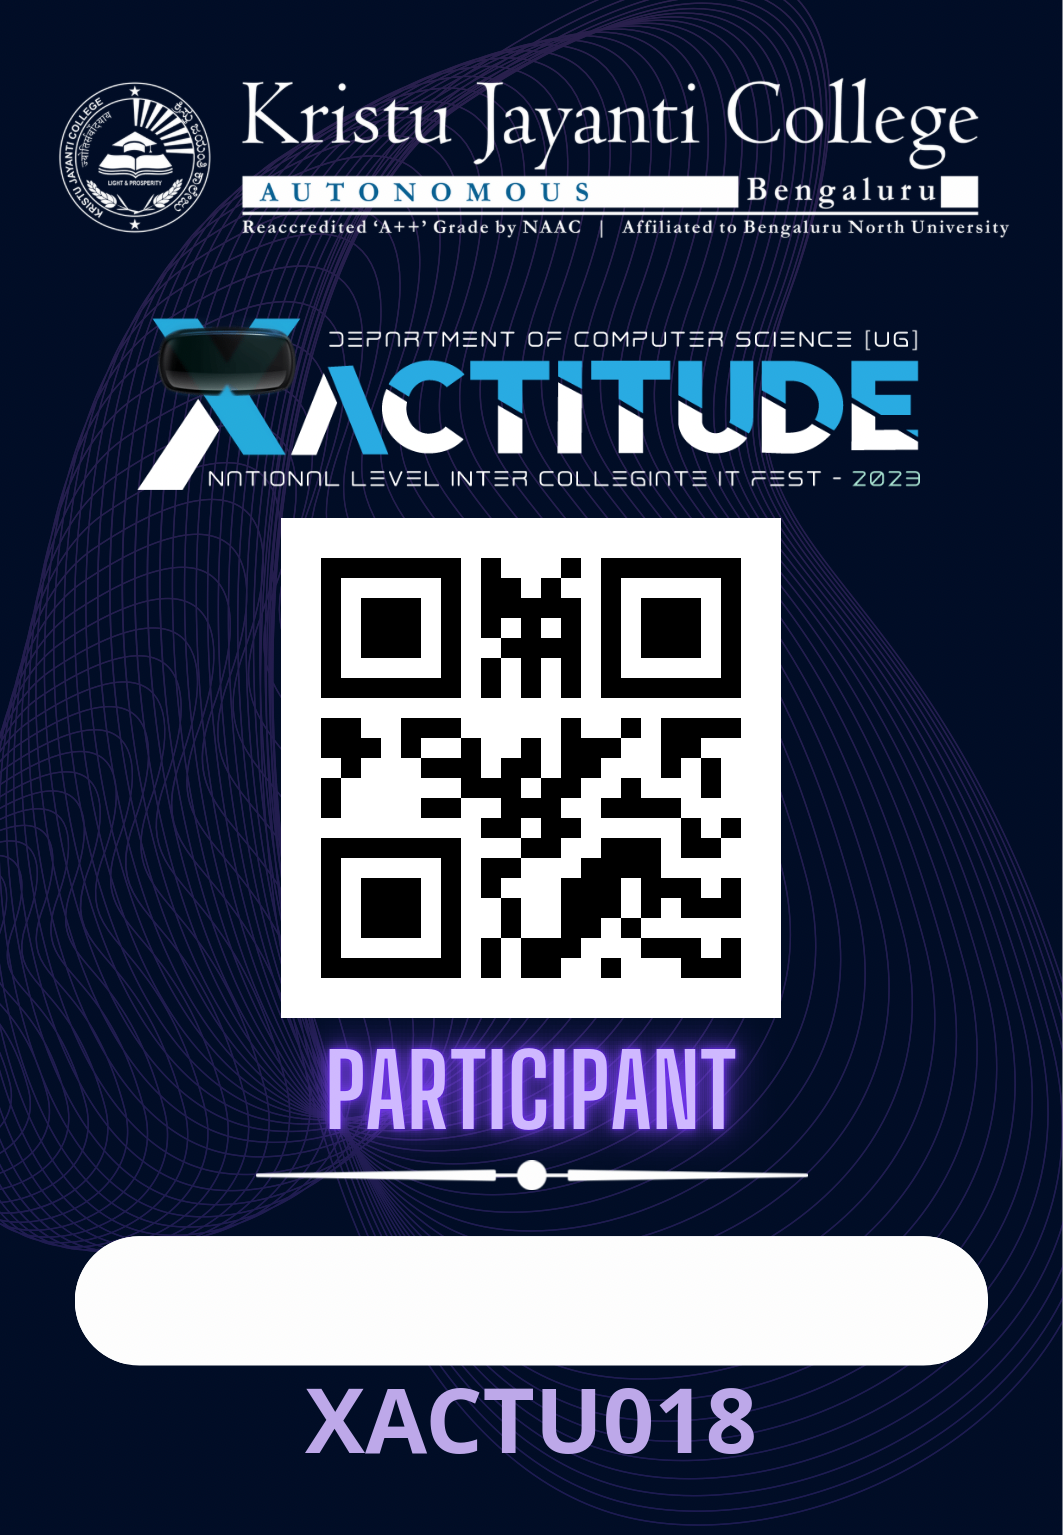 Kristu Jayanti College
AUTONOMOUS Bengaluru
Reaccredited ‘A++’ Grade by NAAC | Affiliated to Bengaluru North University
KRISTU JAYANTI COLLEGE
LIGHT & PROSPERITY
DEPARTMENT OF COMPUTER SCIENCE [UG]
XACTITUDE
NATIONAL LEVEL INTER COLLEGIATE IT FEST - 2023
PARTICIPANT
XACTU018